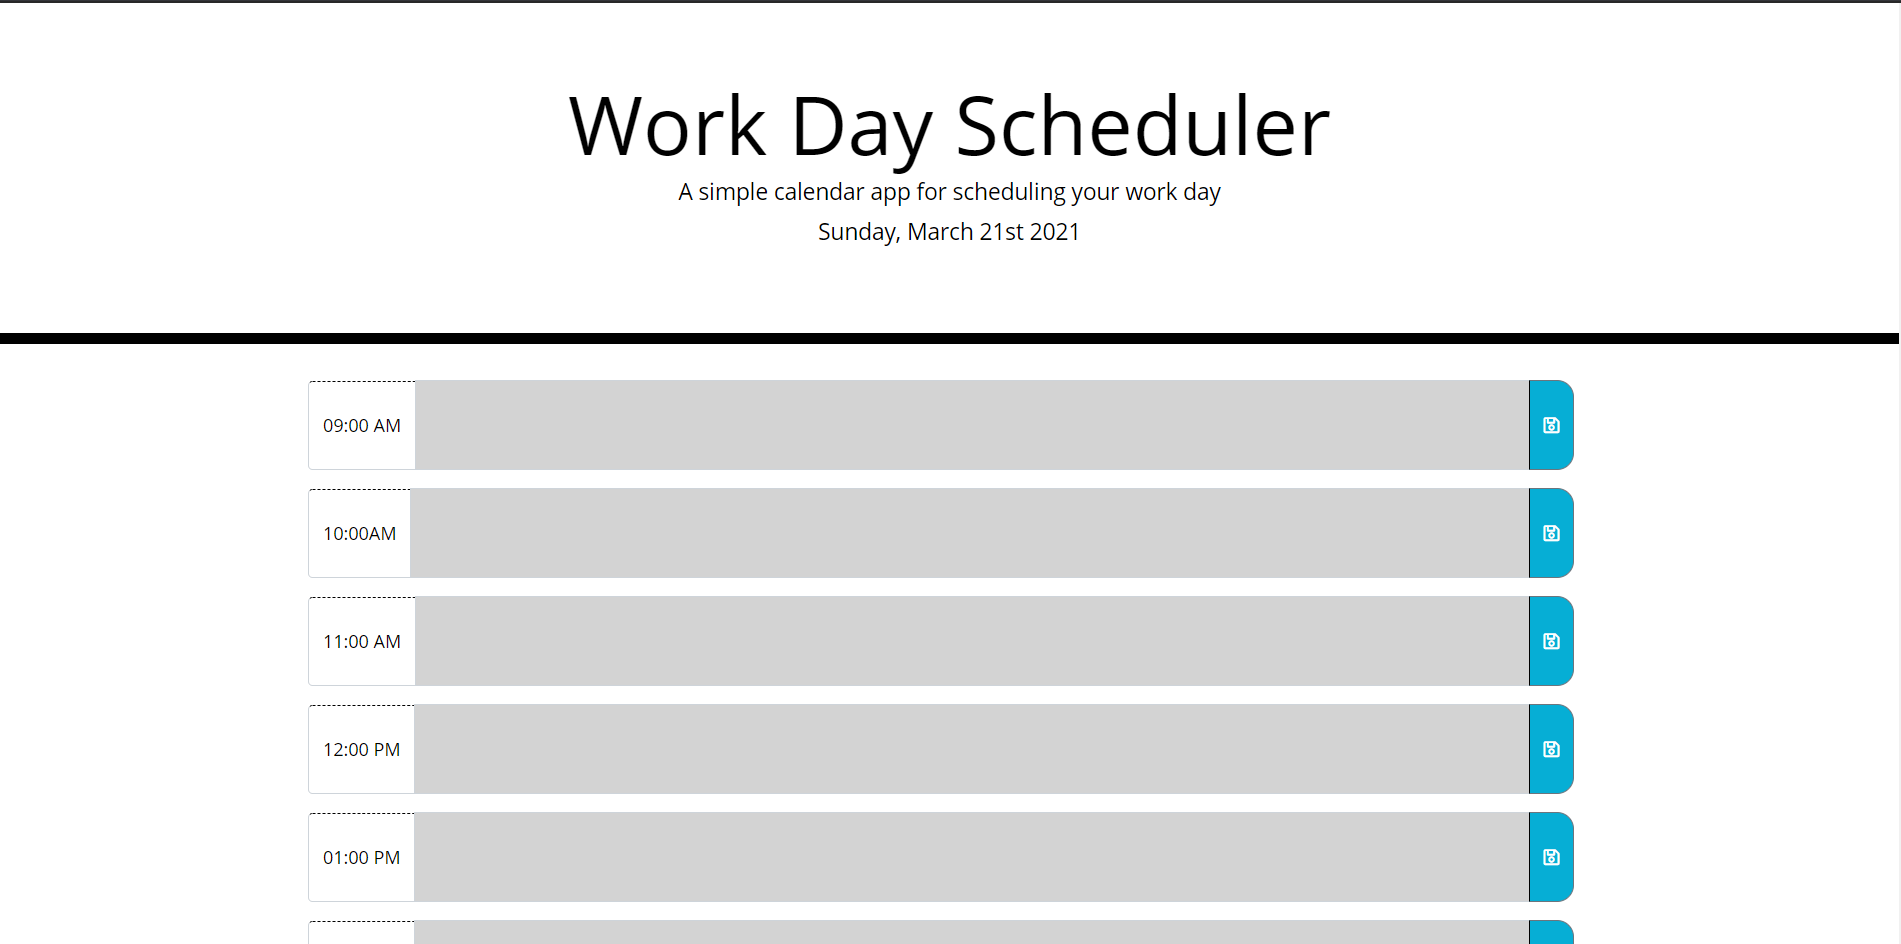 Work Day Scheduler
A simple calendar app for scheduling your work day
Sunday, March 21st 2021
09:00 AM
10:00AM
11:00 AM
12:00 PM
01:00 PM